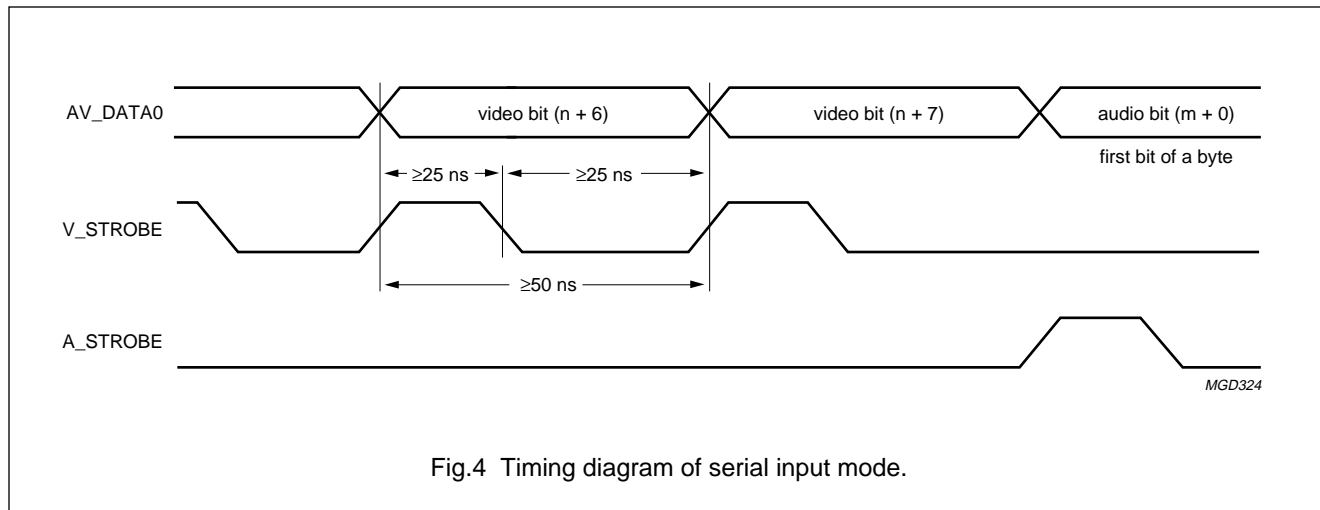 AV_DATA0
video bit (n + 6)
video bit (n + 7)
audio bit (m + 0)
first bit of a byte
≥25 ns
≥25 ns
V_STROBE
≥50 ns
A_STROBE
MGD324
Fig.4 Timing diagram of serial input mode.